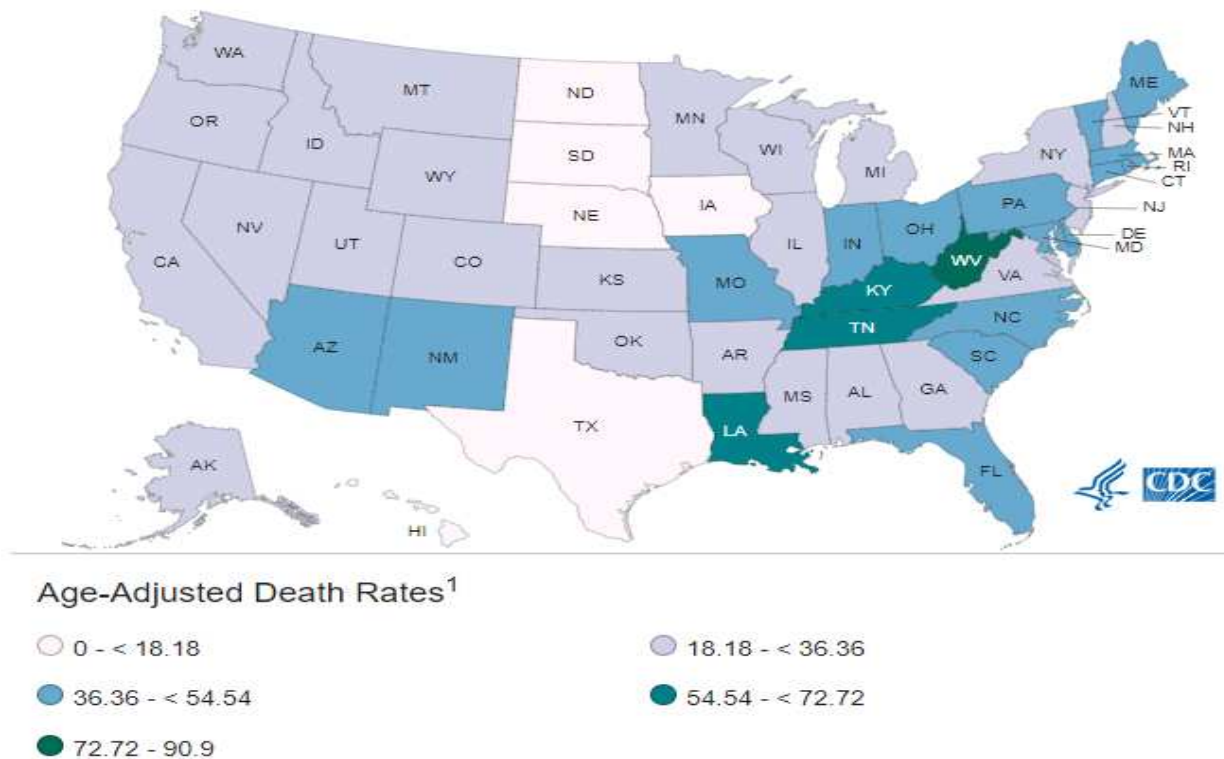 WA
MT
ND
MN
ME
VT
NH
OR
ID
SD
WI
MI
NY
MA
RI
CT
WY
NE
IA
PA
NJ
NV
UT
CO
IL
IN
OH
DE
MD
CA
KS
MO
WV
VA
KY
AZ
NM
OK
AR
TN
NC
SC
TX
MS
AL
GA
LA
FL
AK
HI
CDC
Age-Adjusted Death Rates¹
0 - < 18.18
18.18 - < 36.36
36.36 - < 54.54
54.54 - < 72.72
72.72 - 90.9